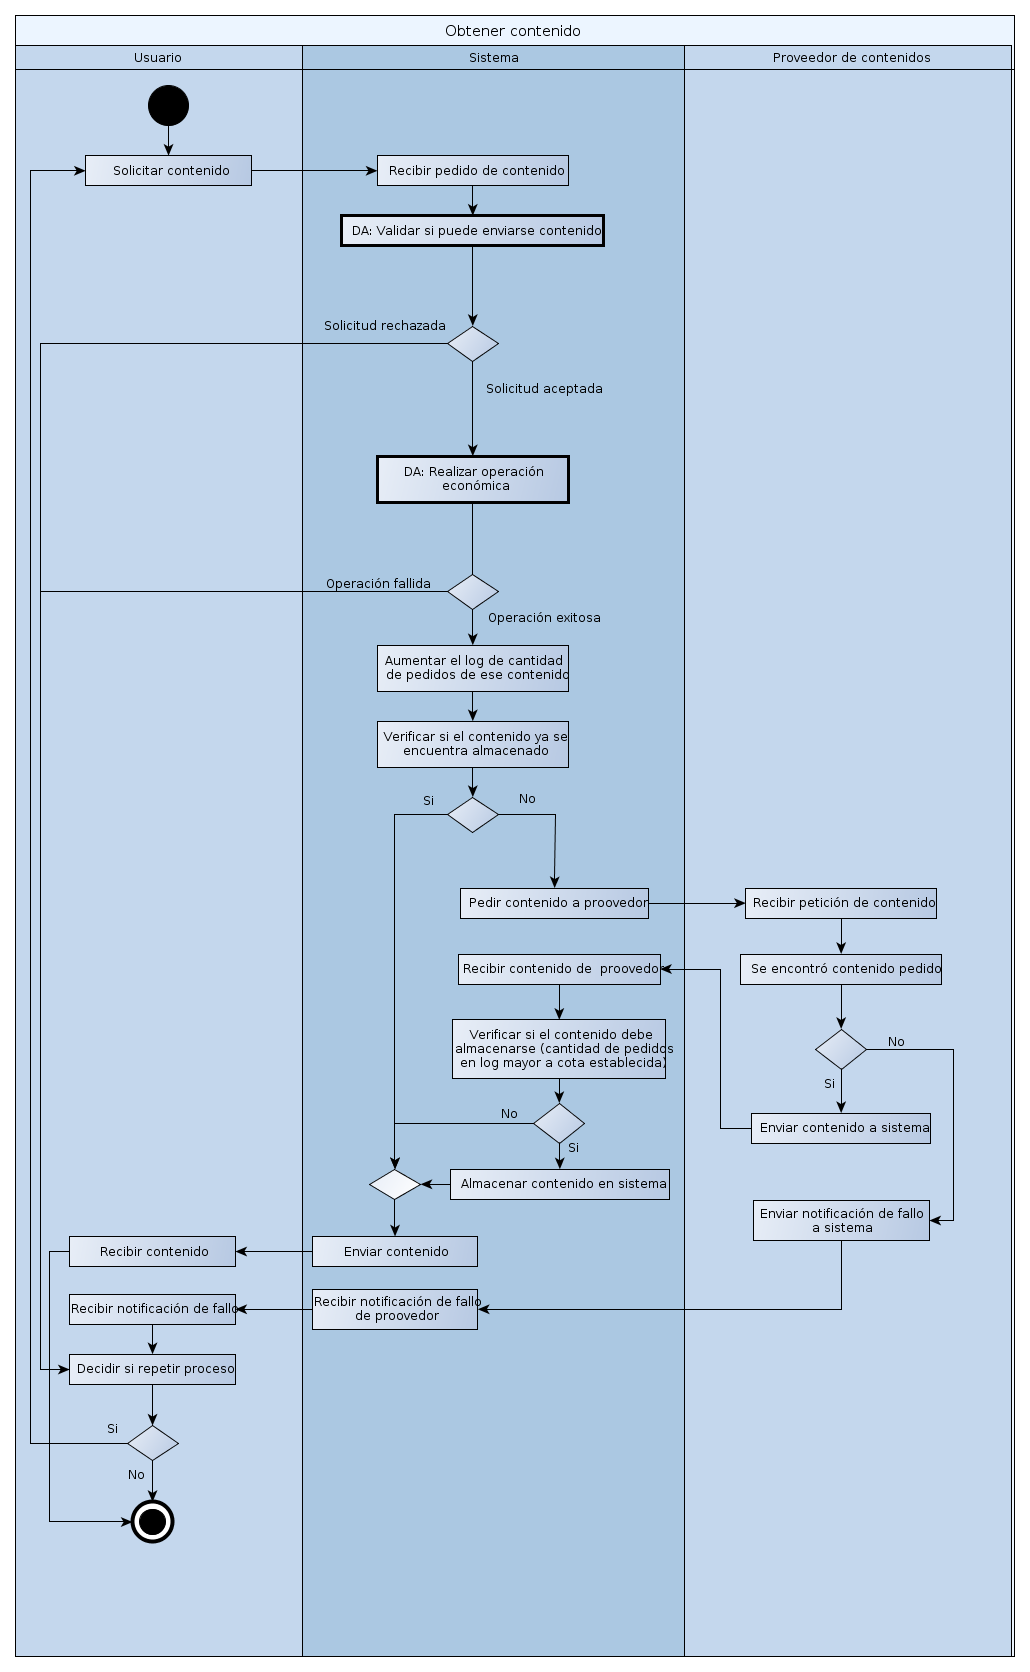 Obtener contenido
Usuario
Sistema
Proveedor de contenidos
Solicitar contenido
Recibir pedido de contenido
DA: Validar si puede enviarse contenido
Solicitud rechazada
Solicitud aceptada
DA: Realizar operación
económica
Operación fallida
Operación exitosa
Aumentar el log de cantidad
de pedidos de ese contenido
Verificar si el contenido ya se
encuentra almacenado
Si
No
Pedir contenido a proovedor
Recibir petición de contenido
Recibir contenido de proovedor
Se encontró contenido pedido
Verificar si el contenido debe
almacenarse (cantidad de pedidos
en log mayor a cota establecida)
No
Si
Enviar contenido a sistema
No
Si
Almacenar contenido en sistema
Enviar notificación de fallo
a sistema
Recibir contenido
Enviar contenido
Recibir notificación de fallo
Recibir notificación de fallo
de proovedor
Decidir si repetir proceso
Si
No